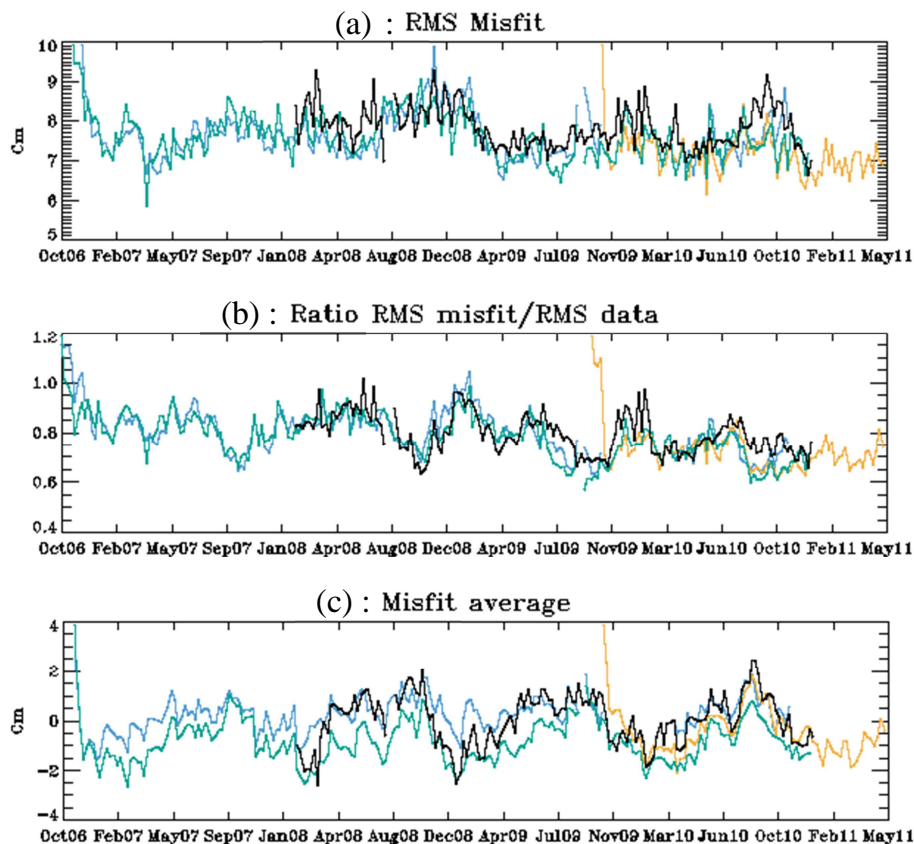 (a) : RMS Misfit
10
9
8
7
6
5
Cm
Oct06 Feb07 May07 Sep07 Jan08 Apr08 Aug08 Dec08 Apr09 Jul09 Nov09 Mar10 Jun10 Oct10 Feb11 May11
(b) : Ratio RMS misfit/RMS data
1.2
1.0
0.8
0.6
0.4
Oct06 Feb07 May07 Sep07 Jan08 Apr08 Aug08 Dec08 Apr09 Jul09 Nov09 Mar10 Jun10 Oct10 Feb11 May11
(c) : Misfit average
4
2
0
-2
-4
Cm
Oct06 Feb07 May07 Sep07 Jan08 Apr08 Aug08 Dec08 Apr09 Jul09 Nov09 Mar10 Jun10 Oct10 Feb11 May11